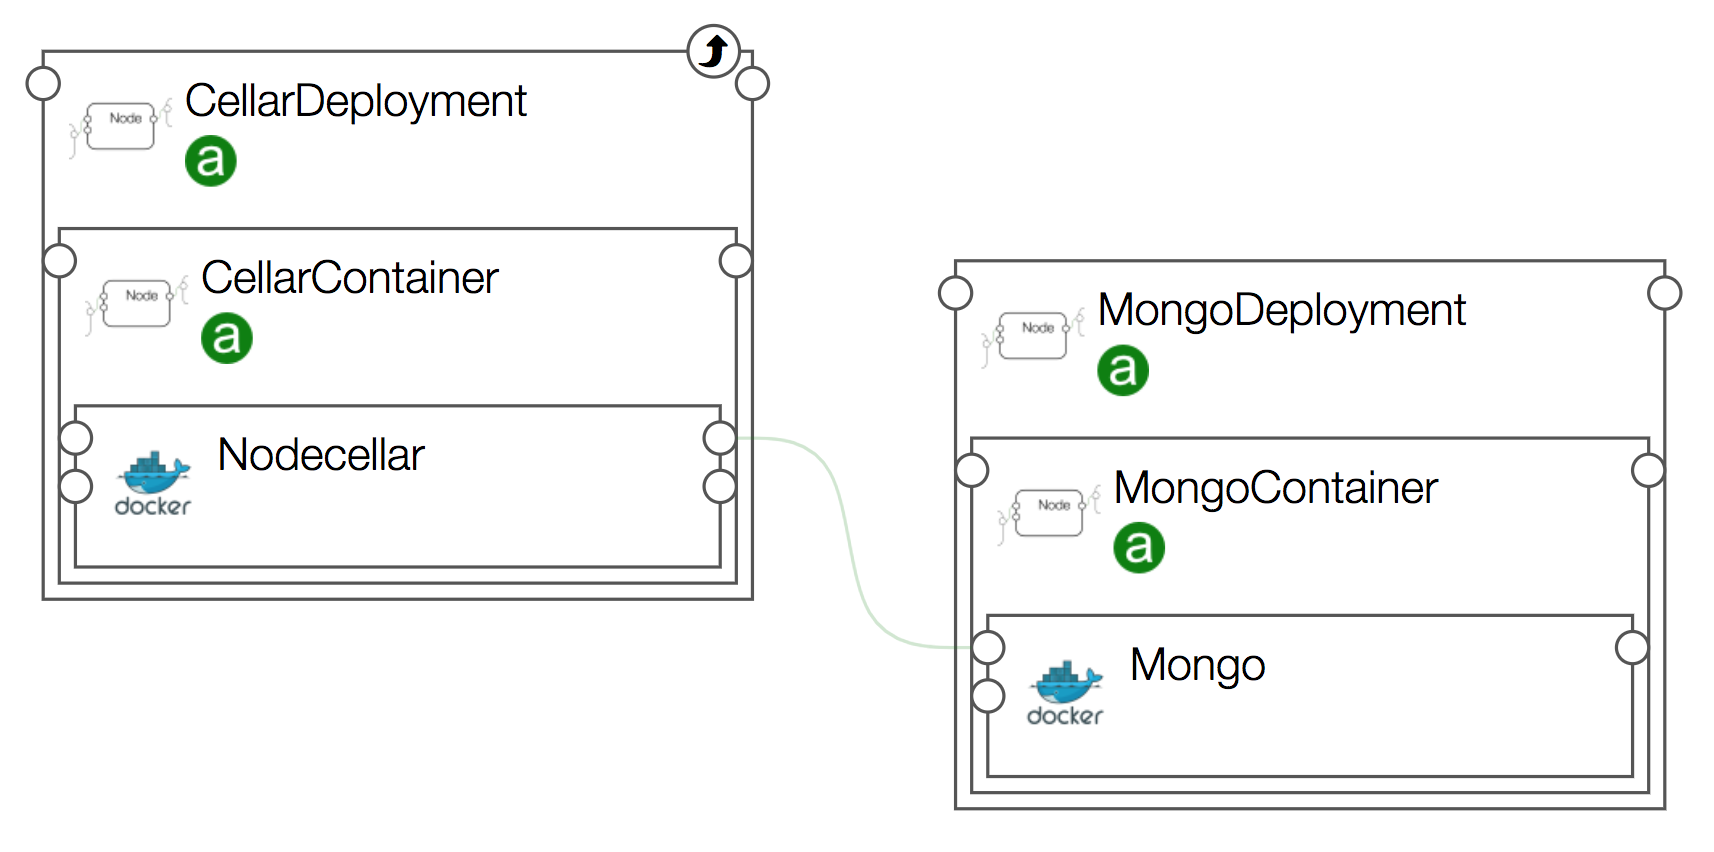 CellarDeployment
Node
a
CellarContainer
Node
a
Nodecellar
docker
MongoDeployment
Node
a
MongoContainer
Node
a
Mongo
docker